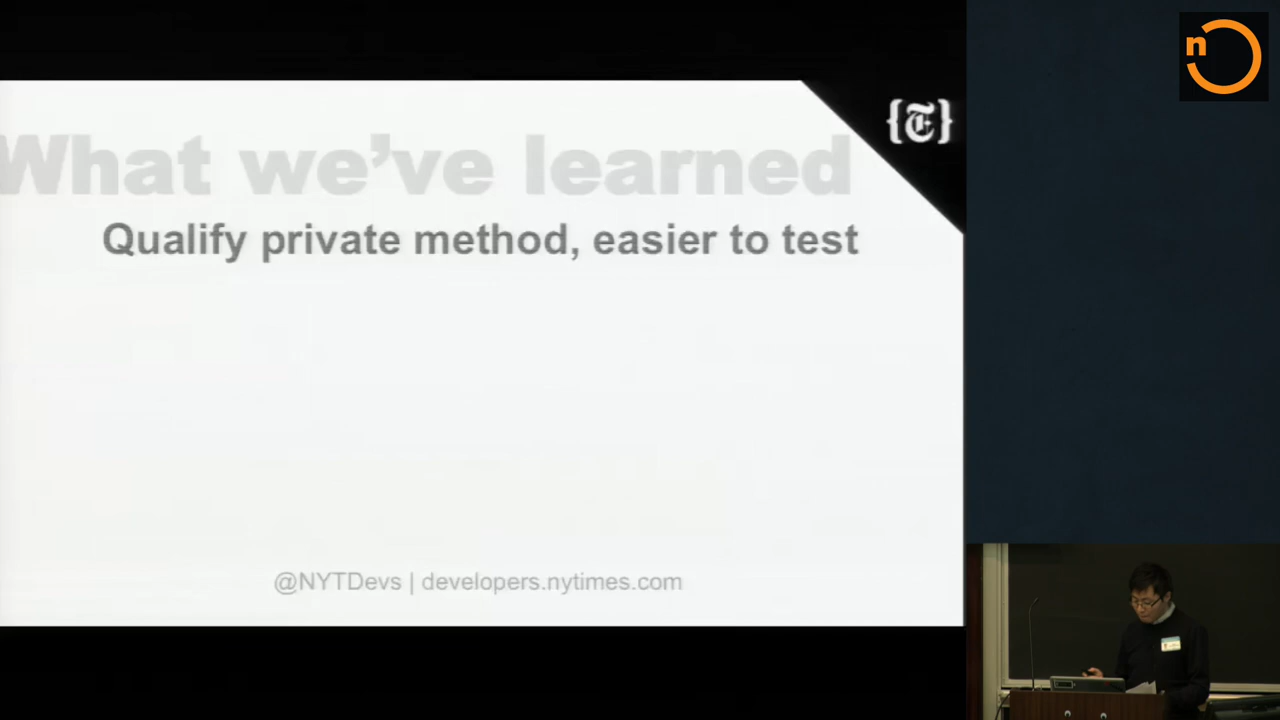 n
{T}
What we've learned
Qualify private method, easier to test
@NYTDevs | developers.nytimes.com